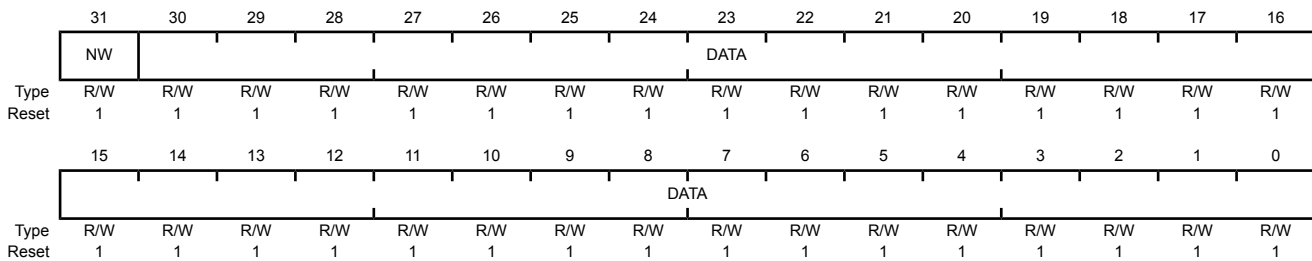 31 30 29 28 27 26 25 24 23 22 21 20 19 18 17 16
NW DATA
Type R/W R/W R/W R/W R/W R/W R/W R/W R/W R/W R/W R/W R/W R/W R/W R/W
Reset 1 1 1 1 1 1 1 1 1 1 1 1 1 1 1 1
15 14 13 12 11 10 9 8 7 6 5 4 3 2 1 0
DATA
Type R/W R/W R/W R/W R/W R/W R/W R/W R/W R/W R/W R/W R/W R/W R/W R/W
Reset 1 1 1 1 1 1 1 1 1 1 1 1 1 1 1 1